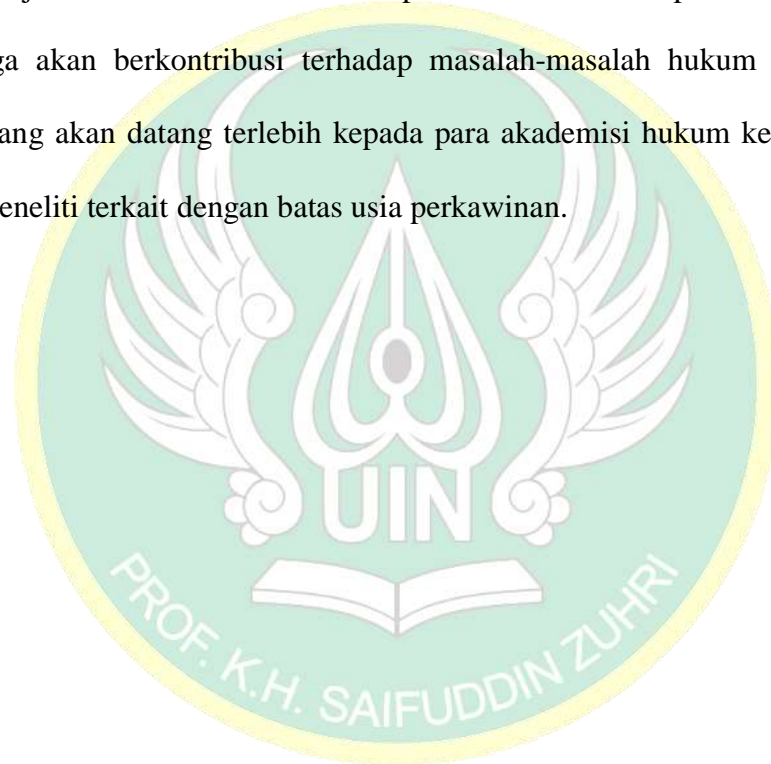 ga akan berkontribusi terhadap masalah-masalah hukum
ang akan datang terlebih kepada para akademisi hukum ke
eneliti terkait dengan batas usia perkawinan.
UIN
PROF. K.H. SAIFUDDIN ZUHRI